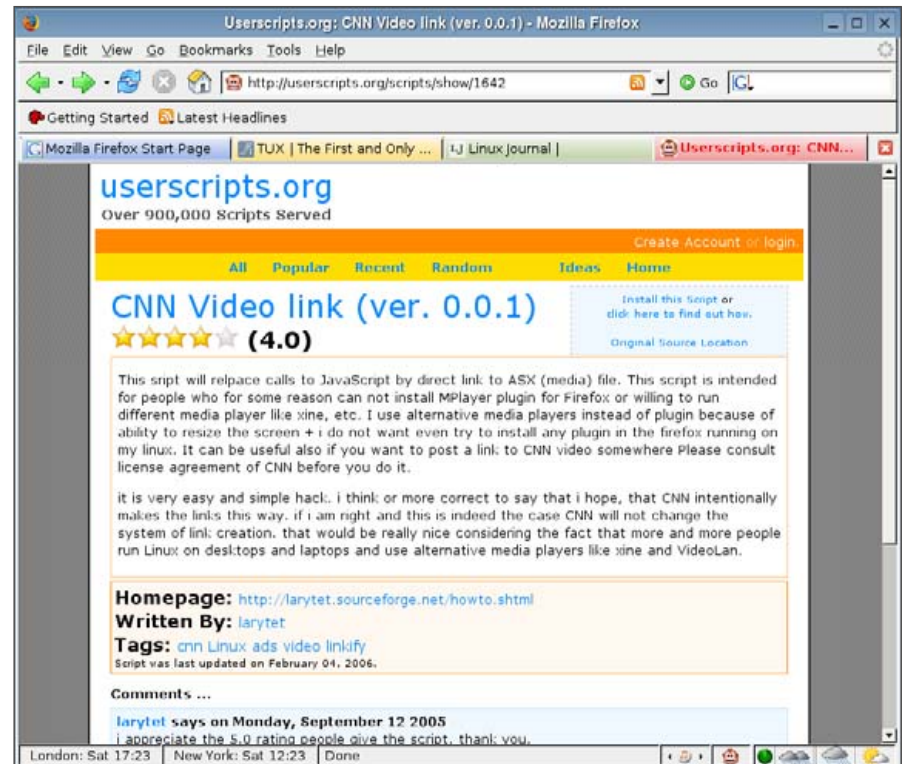 Userscripts.org: CNN Video link (ver. 0.0.1) - Mozilla Firefox
File Edit View Go Bookmarks Tools Help
http://userscripts.org/scripts/show/1642 Go
Getting Started Latest Headlines
Mozilla Firefox Start Page TUX | The First and Only ... Linux Journal | Userscripts.org: CNN...
userscripts.org
Over 900,000 Scripts Served
Create Account or login.
All Popular Recent Random Ideas Home
CNN Video link (ver. 0.0.1)
(4.0)
Install this Script or
click here to find out how.
Original Source Location
This sript will relpace calls to JavaScript by direct link to ASX (media) file. This script is intended
for people who for some reason can not install MPlayer plugin for Firefox or willing to run
different media player like xine, etc. I use alternative media players instead of plugin because of
ability to resize the screen + i do not want even try to install any plugin in the firefox running on
my linux. It can be useful also if you want to post a link to CNN video somewhere Please consult
license agreement of CNN before you do it.
it is very easy and simple hack. i think or more correct to say that i hope, that CNN intentionally
makes the links this way. if i am right and this is indeed the case CNN will not change the
system of link creation. that would be really nice considering the fact that more and more people
run Linux on desktops and laptops and use alternative media players like xine and VideoLan.
Homepage: http://larytet.sourceforge.net/howto.shtml
Written By: larytet
Tags: cnn Linux ads video linkify
Script was last updated on February 04, 2006.
Comments ...
larytet says on Monday, September 12 2005
i appreciate the 5.0 rating people give the script. thank you.
London: Sat 17:23 New York: Sat 12:23 Done